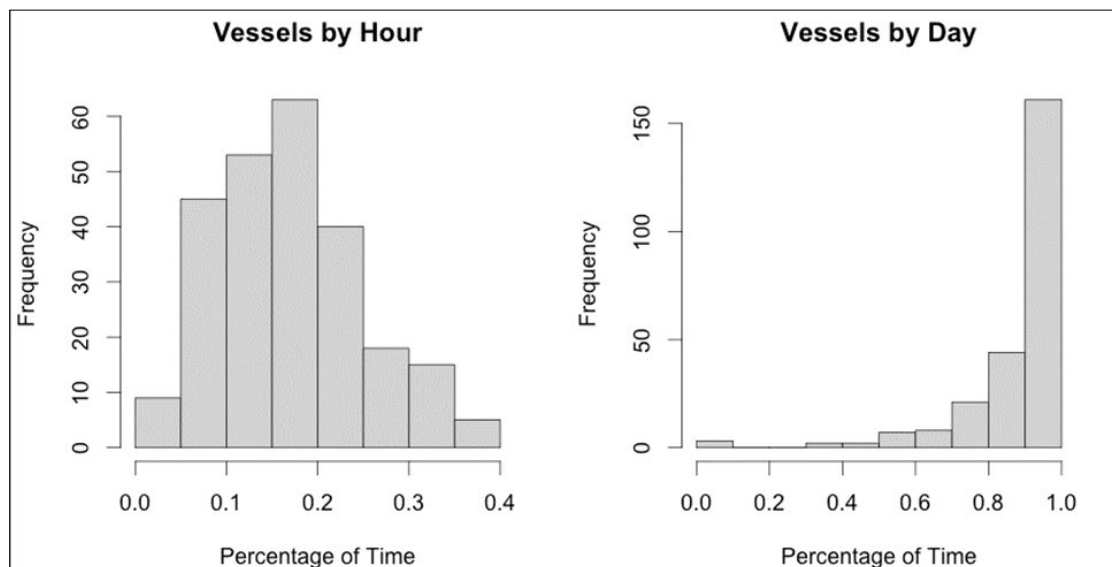 Vessels by Hour
Frequency
0
10
20
30
40
50
60
0.0 0.1 0.2 0.3 0.4
Percentage of Time
Vessels by Day
Frequency
0
50
100
150
0.0 0.2 0.4 0.6 0.8 1.0
Percentage of Time